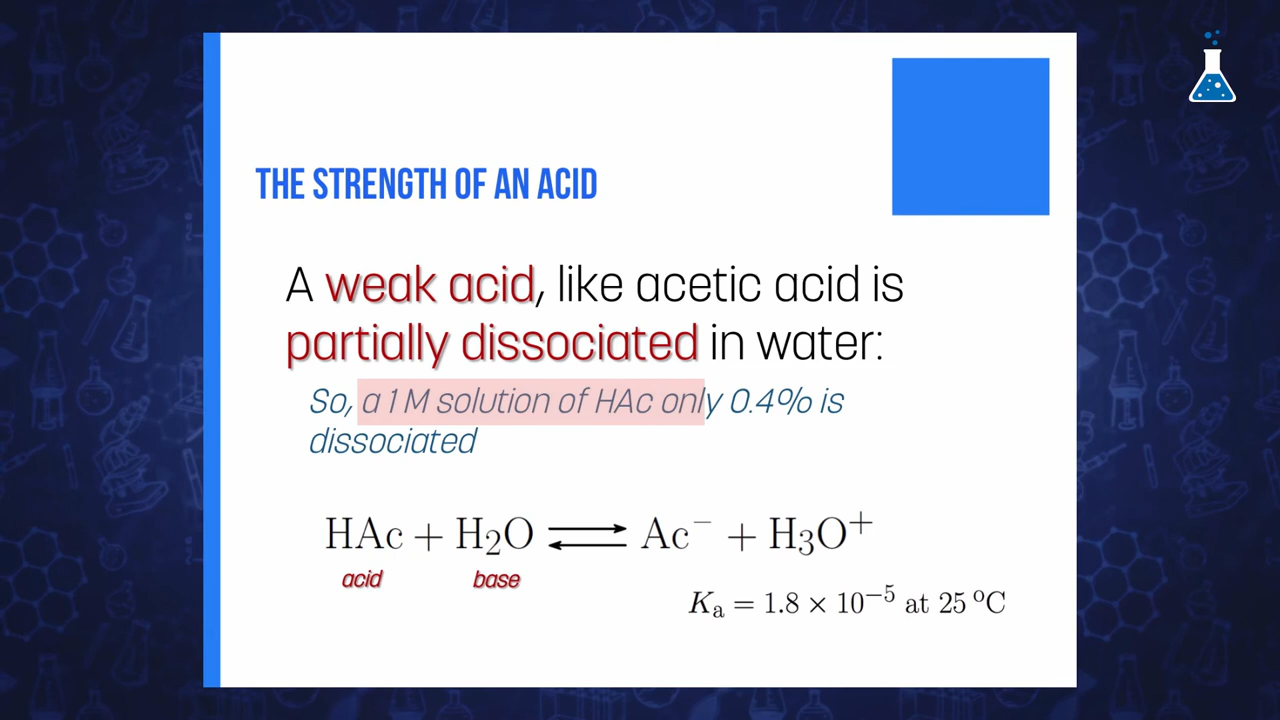 THE STRENGTH OF AN ACID
A weak acid, like acetic acid is
partially dissociated in water:
So, a 1 M solution of HAc only 0.4% is
dissociated
HAc + H₂O ⇌ Ac⁻ + H₃O⁺
acid base
Kₐ = 1.8 × 10⁻⁵ at 25 °C